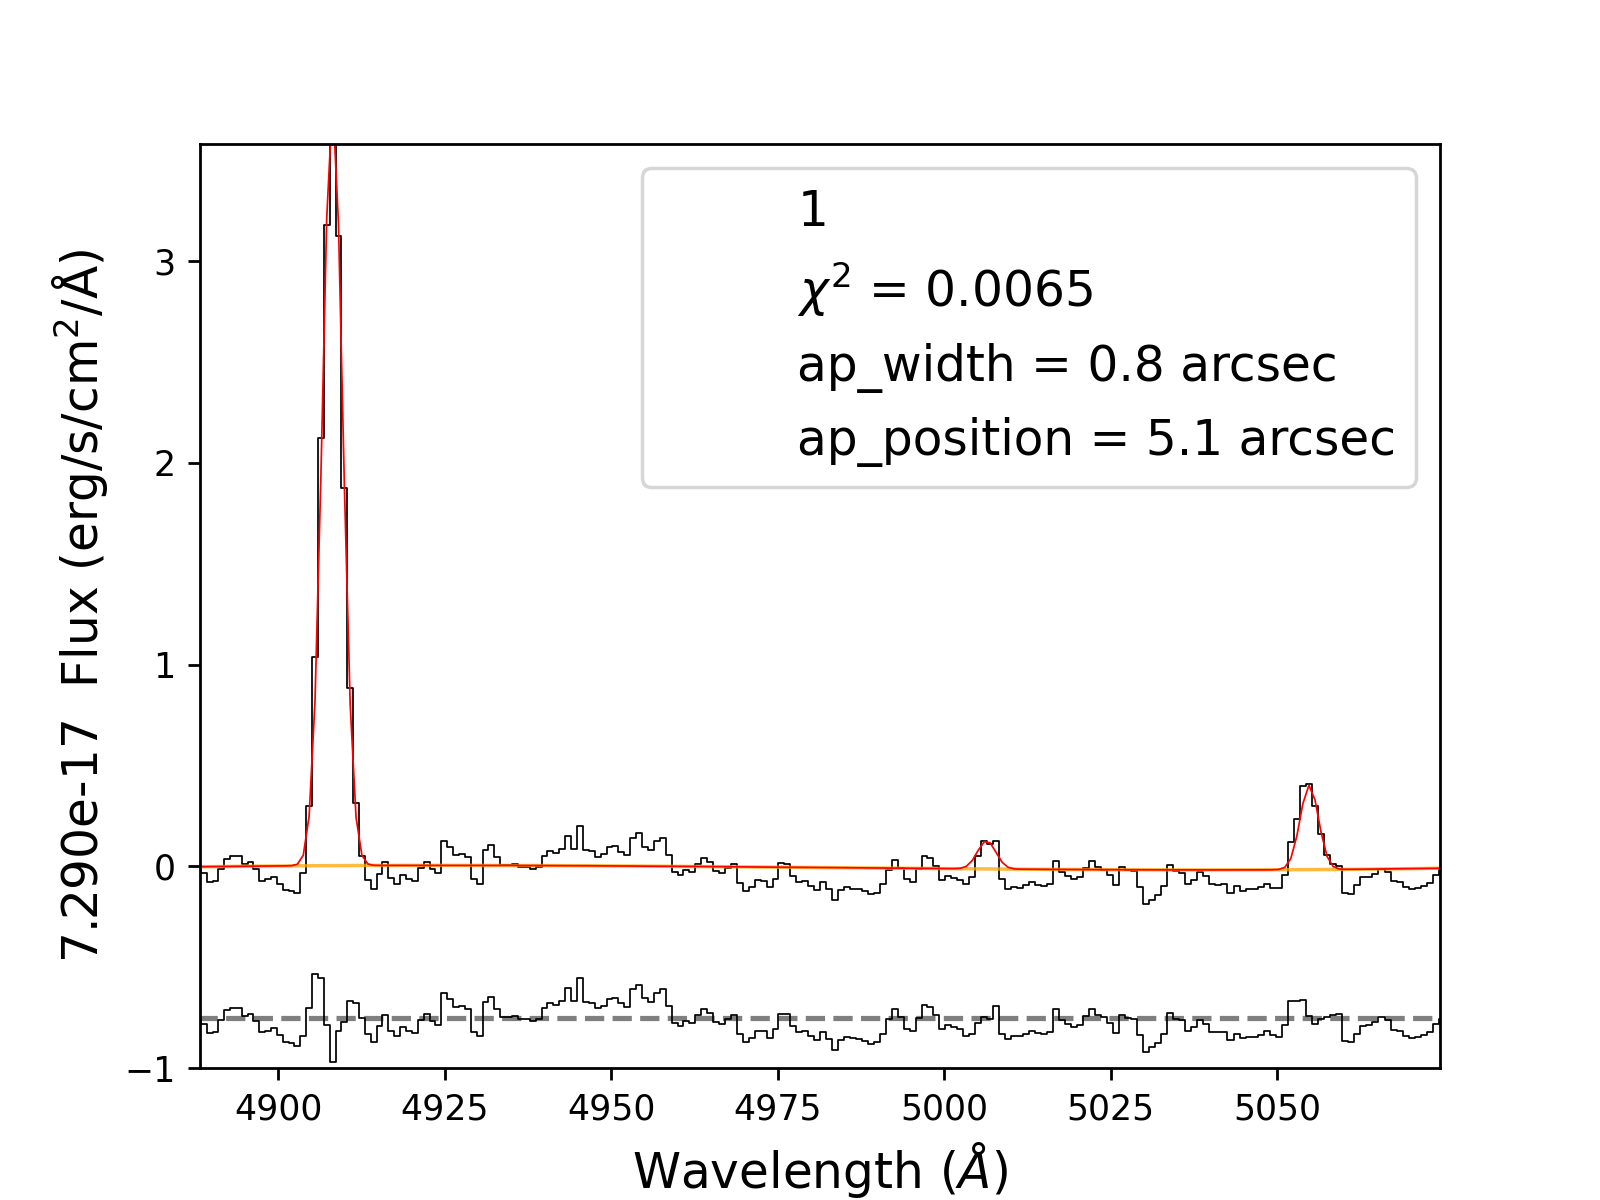 1
χ² = 0.0065
ap_width = 0.8 arcsec
ap_position = 5.1 arcsec
7.290e-17 Flux (erg/s/cm²/Å)
3
2
1
0
−1
4900 4925 4950 4975 5000 5025 5050
Wavelength (Å)